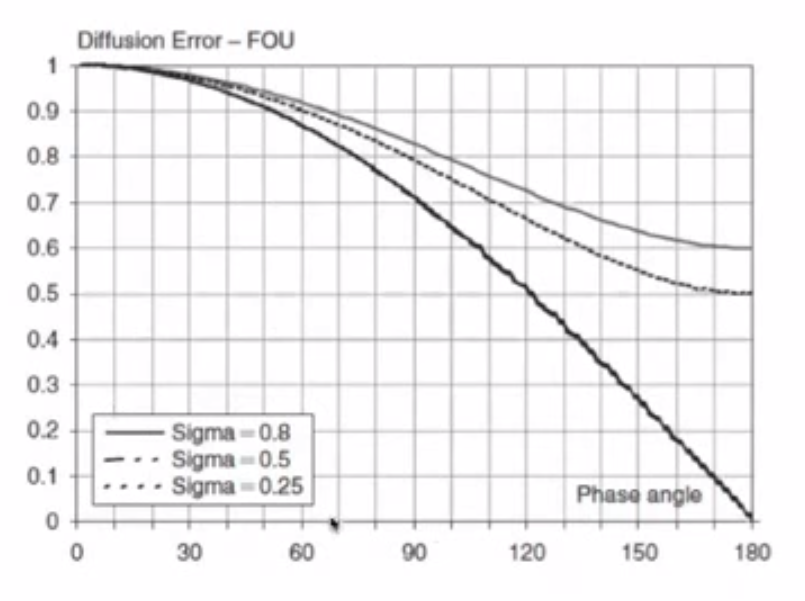 Diffusion Error – FOU
1
0.9
0.8
0.7
0.6
0.5
0.4
0.3
0.2
0.1
0
Sigma = 0.8
Sigma = 0.5
Sigma = 0.25
Phase angle
0 30 60 90 120 150 180